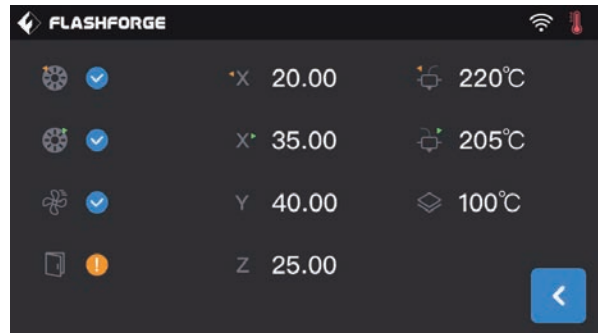 FLASHFORGE
X 20.00 220℃
X 35.00 205℃
Y 40.00 100℃
Z 25.00